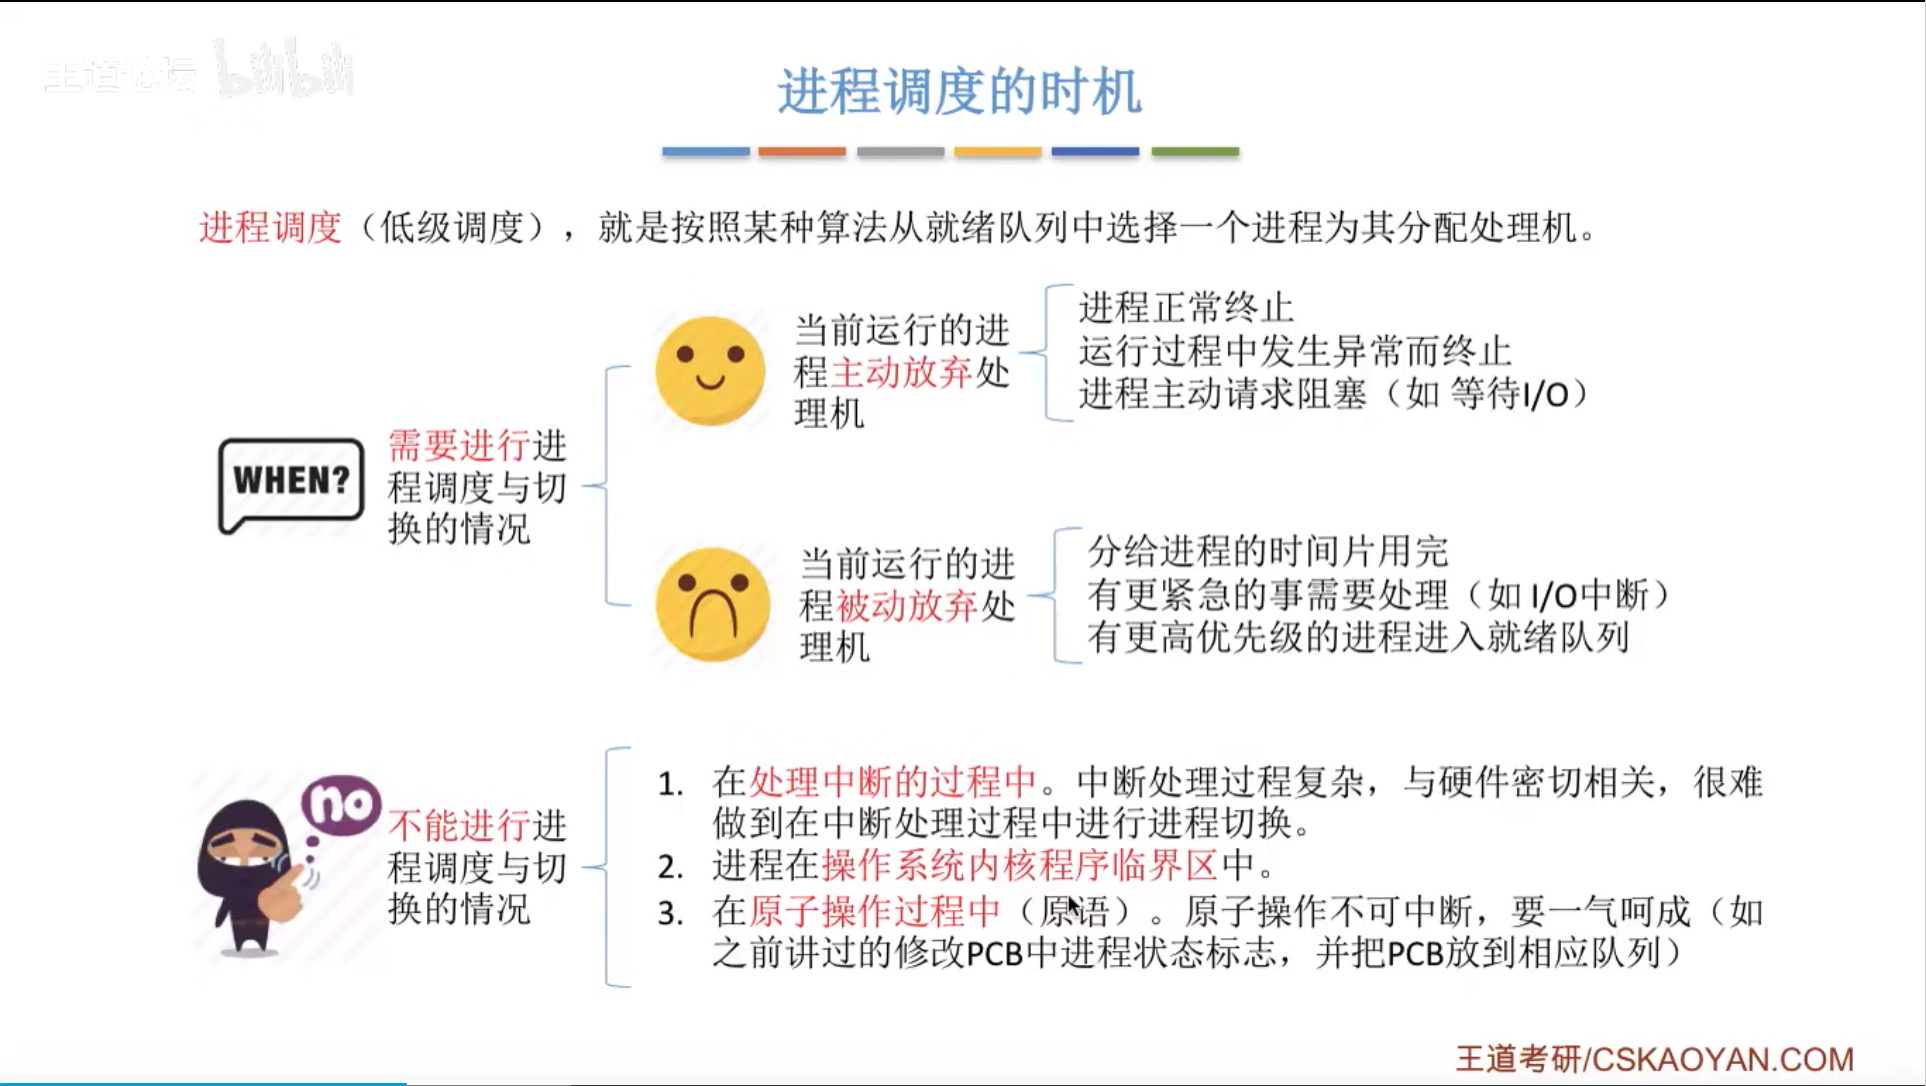 王道论坛 bilibili
进程调度的时机
进程调度（低级调度），就是按照某种算法从就绪队列中选择一个进程为其分配处理机。
WHEN?
需要进行进
程调度与切
换的情况
当前运行的进
程主动放弃处
理机
进程正常终止
运行过程中发生异常而终止
进程主动请求阻塞（如 等待I/O）
当前运行的进
程被动放弃处
理机
分给进程的时间片用完
有更紧急的事需要处理（如 I/O中断）
有更高优先级的进程进入就绪队列
no
不能进行进
程调度与切
换的情况
1. 在处理中断的过程中。中断处理过程复杂，与硬件密切相关，很难
做到在中断处理过程中进行进程切换。
2. 进程在操作系统内核程序临界区中。
3. 在原子操作过程中（原语）。原子操作不可中断，要一气呵成（如
之前讲过的修改PCB中进程状态标志，并把PCB放到相应队列）
王道考研/CSKAOYAN.COM